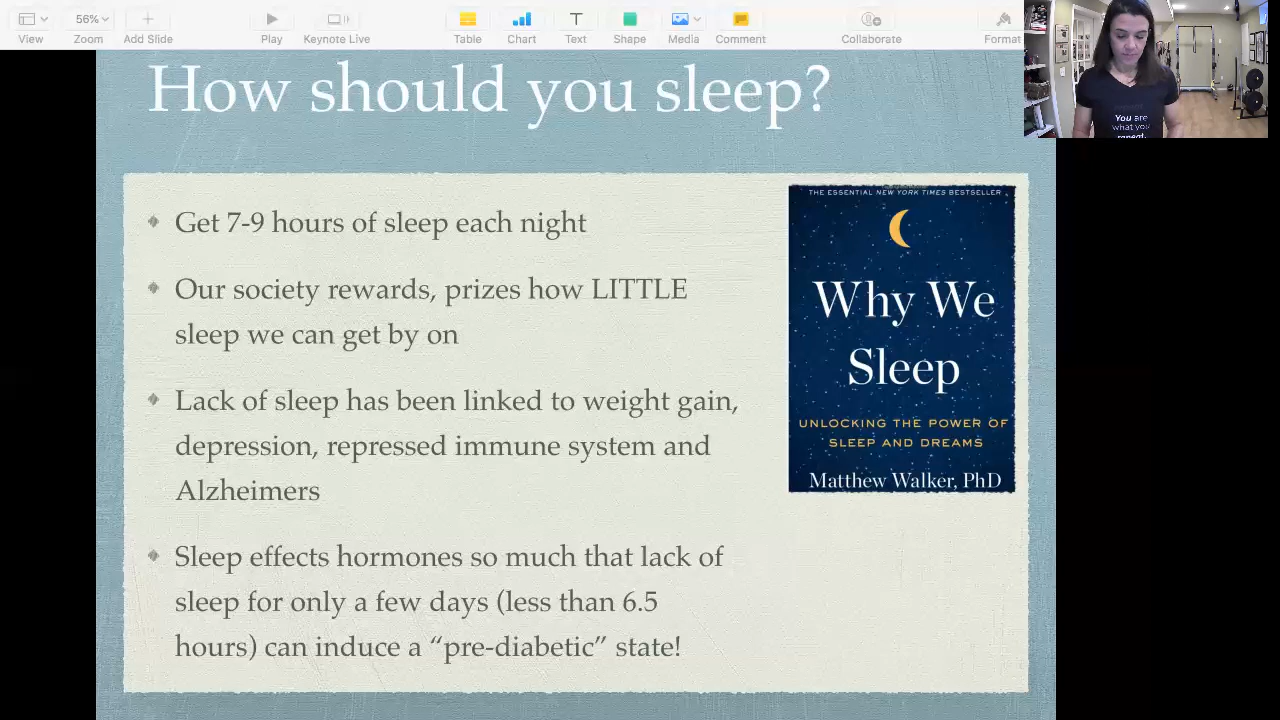 56%
View
Zoom
Add Slide
Play
Keynote Live
Table
Chart
Text
Shape
Media
Comment
Collaborate
Format
You are
what you
repeat.
How should you sleep?
Get 7-9 hours of sleep each night
Our society rewards, prizes how LITTLE
sleep we can get by on
Lack of sleep has been linked to weight gain,
depression, repressed immune system and
Alzheimers
Sleep effects hormones so much that lack of
sleep for only a few days (less than 6.5
hours) can induce a “pre-diabetic” state!
THE ESSENTIAL NEW YORK TIMES BESTSELLER
Why We
Sleep
UNLOCKING THE POWER OF
SLEEP AND DREAMS
Matthew Walker, PhD